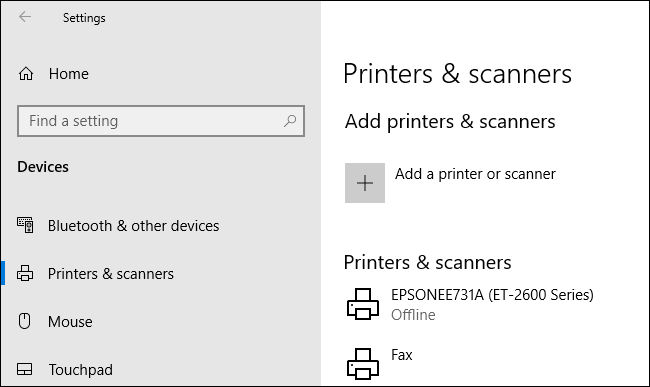 Settings
Home
Find a setting
Devices
Bluetooth & other devices
Printers & scanners
Mouse
Touchpad
Printers & scanners
Add printers & scanners
Add a printer or scanner
Printers & scanners
EPSONEE731A (ET-2600 Series)
Offline
Fax